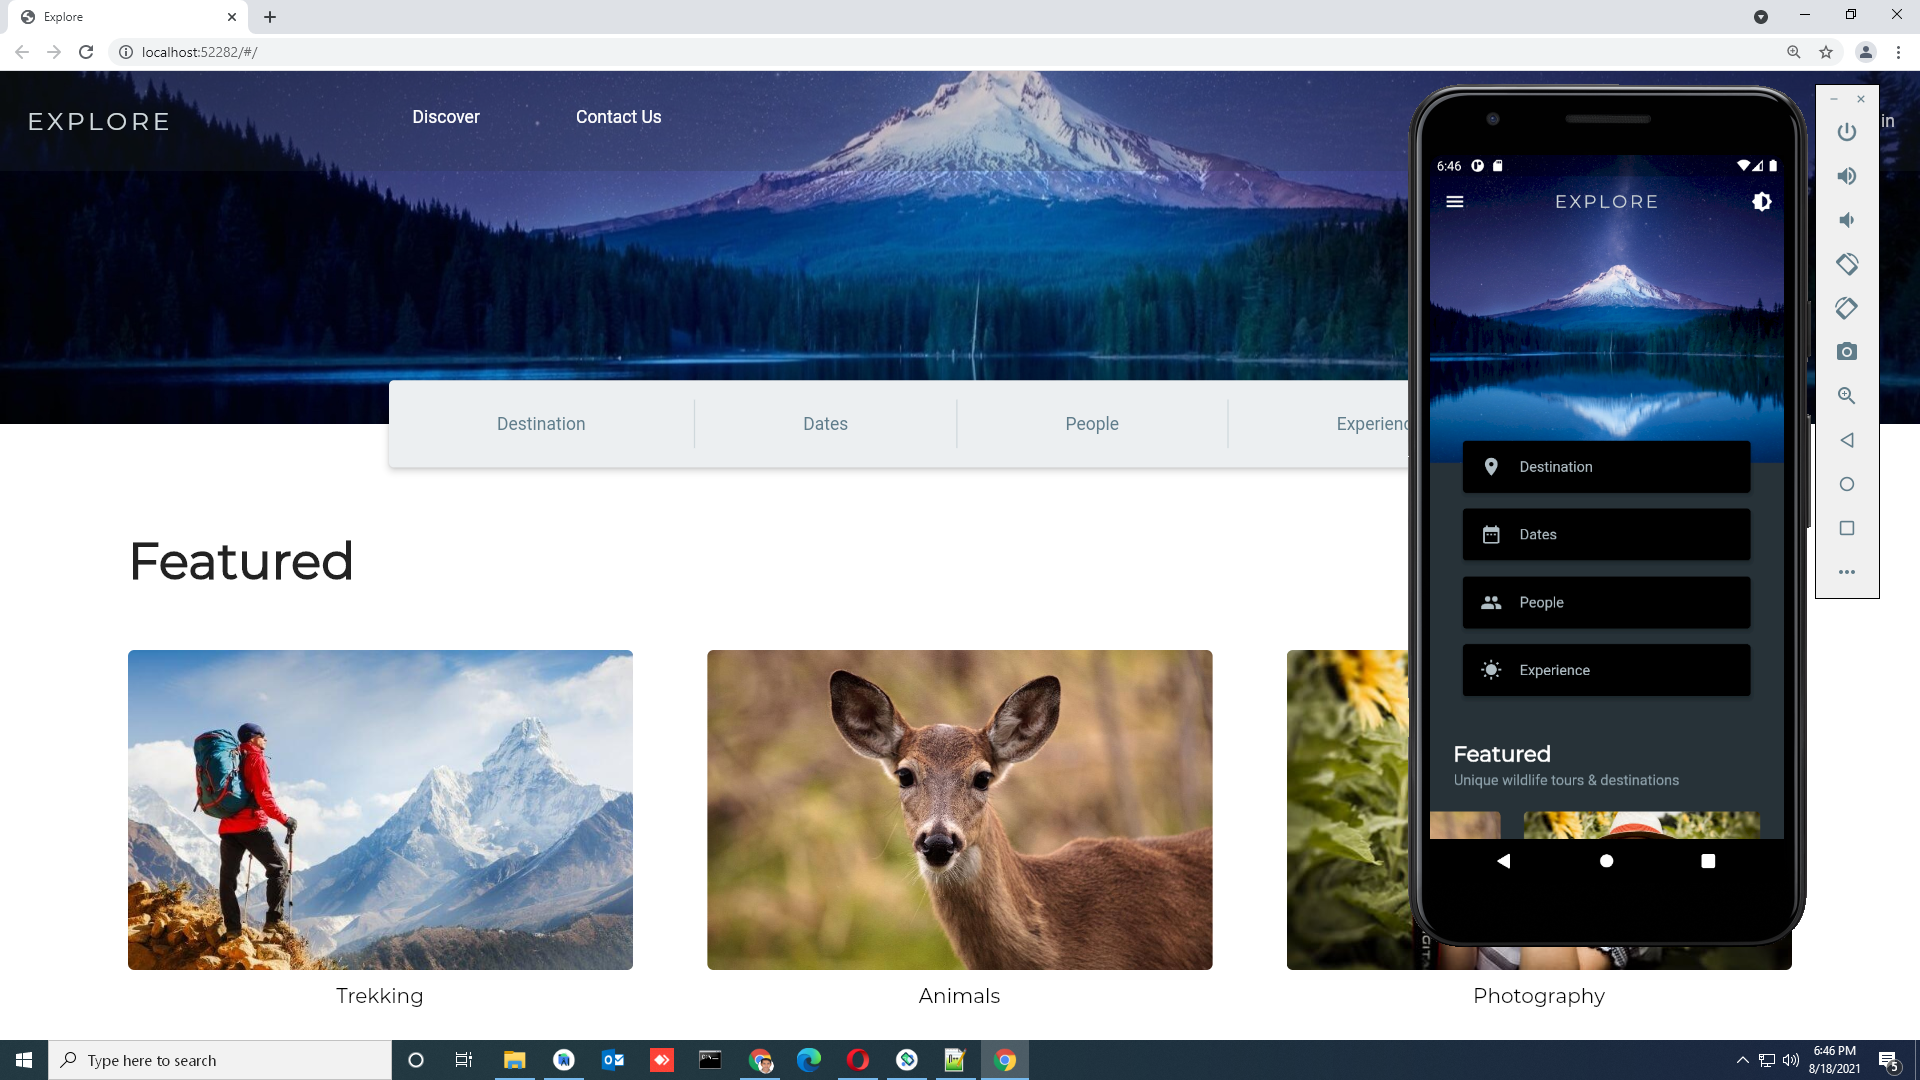 Explore
localhost:52282/#/
EXPLORE
Discover
Contact Us
in
Destination
Dates
People
Experienc
Featured
Trekking
Animals
Photography
6:46
EXPLORE
Destination
Dates
People
Experience
Featured
Unique wildlife tours & destinations
Type here to search
6:46 PM
8/18/2021
5